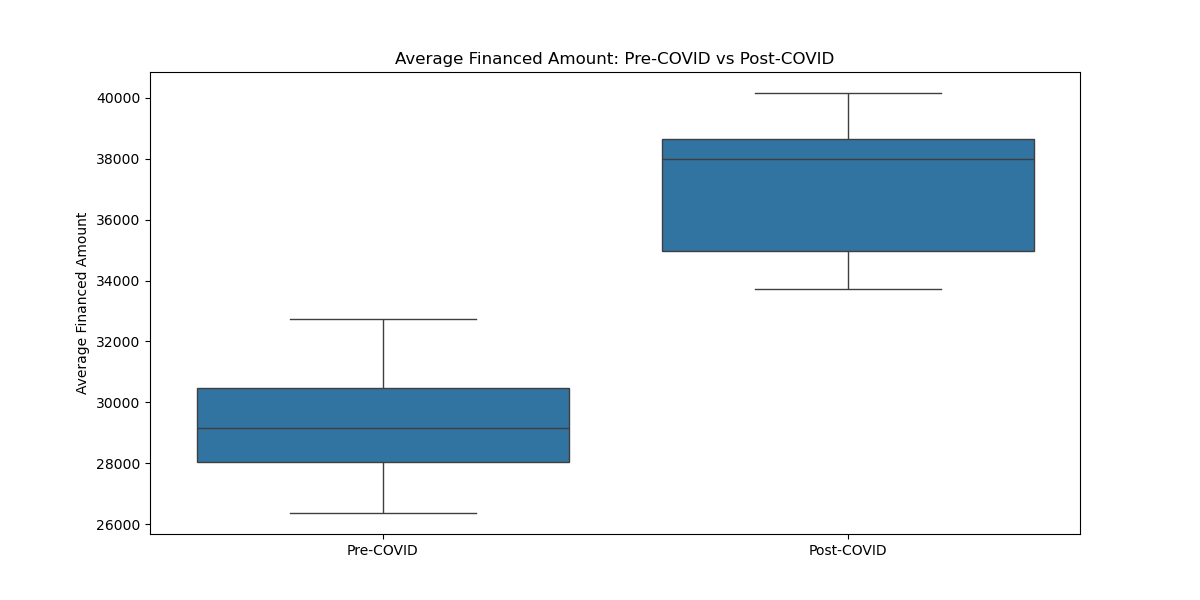 Average Financed Amount: Pre-COVID vs Post-COVID
Average Financed Amount
40000
38000
36000
34000
32000
30000
28000
26000
Pre-COVID
Post-COVID